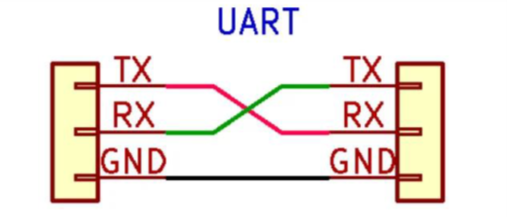 UART
TX TX
RX RX
GND GND